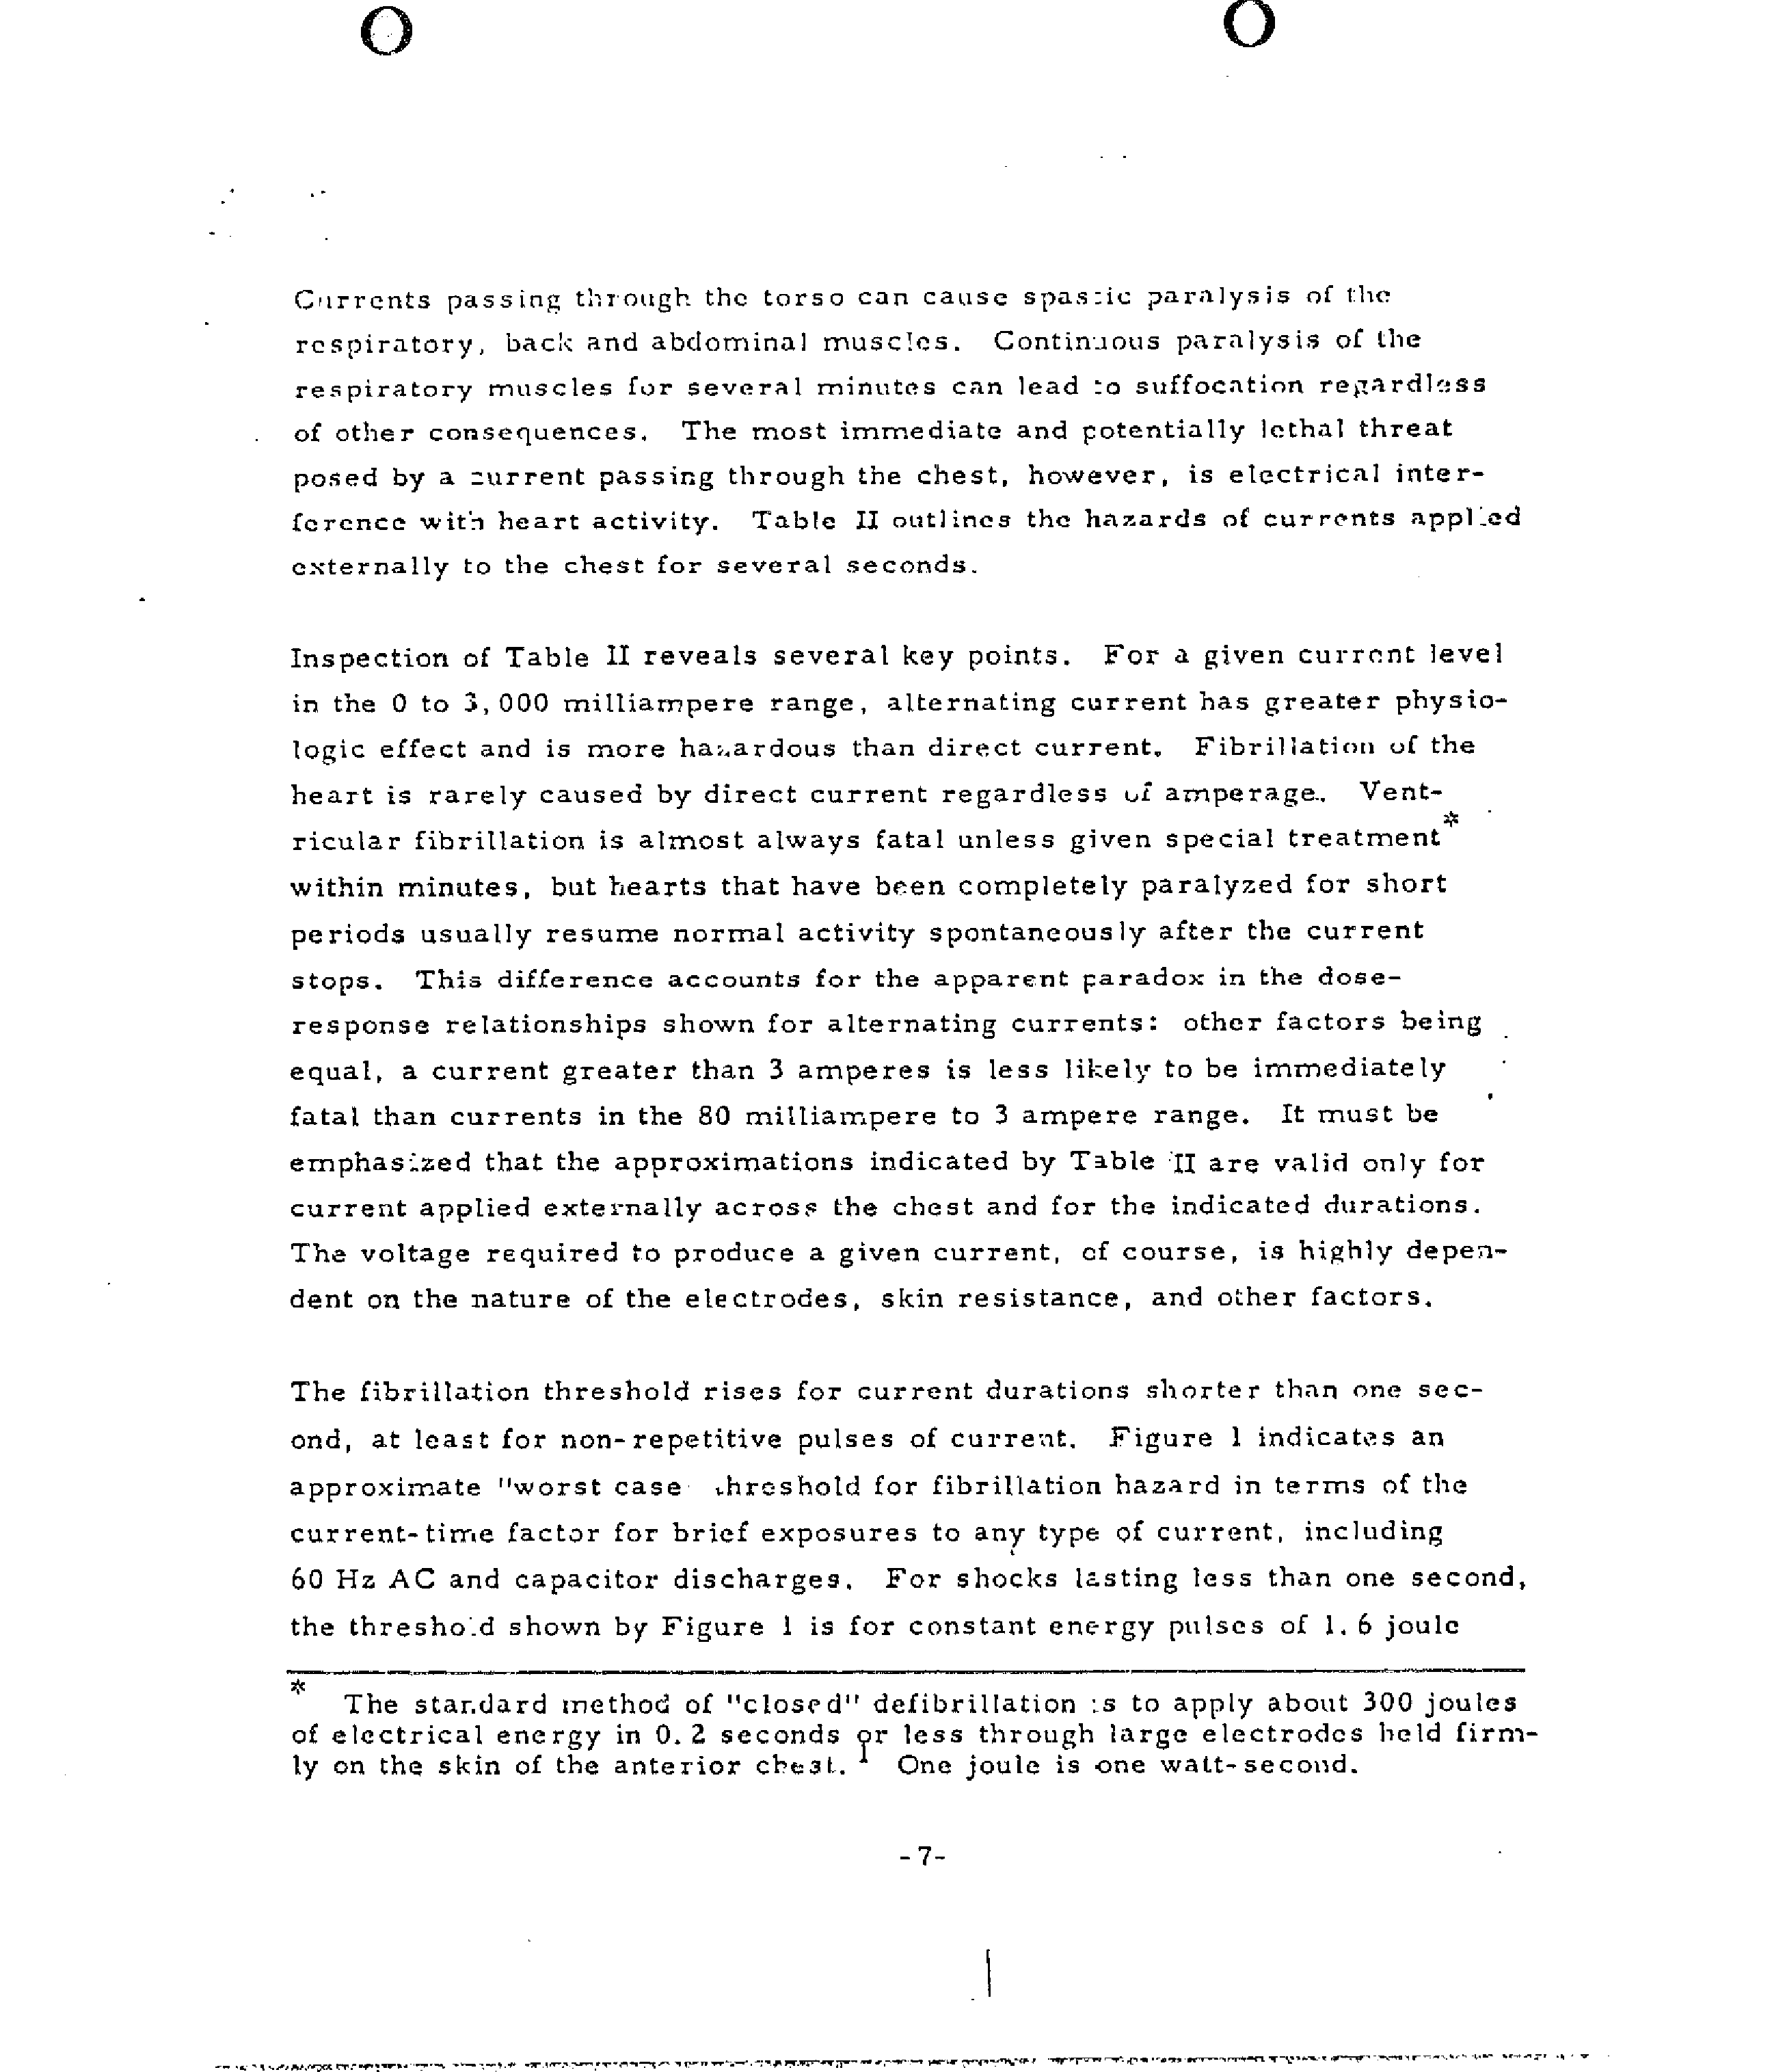 Currents passing through the torso can cause spastic paralysis of the
respiratory, back and abdominal muscles. Continuous paralysis of the
respiratory muscles for several minutes can lead to suffocation regardless
of other consequences. The most immediate and potentially lethal threat
posed by a current passing through the chest, however, is electrical inter-
ference with heart activity. Table II outlines the hazards of currents applied
externally to the chest for several seconds.
Inspection of Table II reveals several key points. For a given current level
in the 0 to 3,000 milliampere range, alternating current has greater physio-
logic effect and is more hazardous than direct current. Fibrillation of the
heart is rarely caused by direct current regardless of amperage. Vent-
ricular fibrillation is almost always fatal unless given special treatment*
within minutes, but hearts that have been completely paralyzed for short
periods usually resume normal activity spontaneously after the current
stops. This difference accounts for the apparent paradox in the dose-
response relationships shown for alternating currents: other factors being
equal, a current greater than 3 amperes is less likely to be immediately
fatal than currents in the 80 milliampere to 3 ampere range. It must be
emphasized that the approximations indicated by Table II are valid only for
current applied externally across the chest and for the indicated durations.
The voltage required to produce a given current, of course, is highly depen-
dent on the nature of the electrodes, skin resistance, and other factors.
The fibrillation threshold rises for current durations shorter than one sec-
ond, at least for non-repetitive pulses of current. Figure 1 indicates an
approximate "worst case threshold for fibrillation hazard in terms of the
current-time factor for brief exposures to any type of current, including
60 Hz AC and capacitor discharges. For shocks lasting less than one second,
the threshold shown by Figure 1 is for constant energy pulses of 1.6 joule
* The standard method of "closed" defibrillation is to apply about 300 joules
of electrical energy in 0.2 seconds or less through large electrodes held firm-
ly on the skin of the anterior chest.1 One joule is one watt-second.
-7-